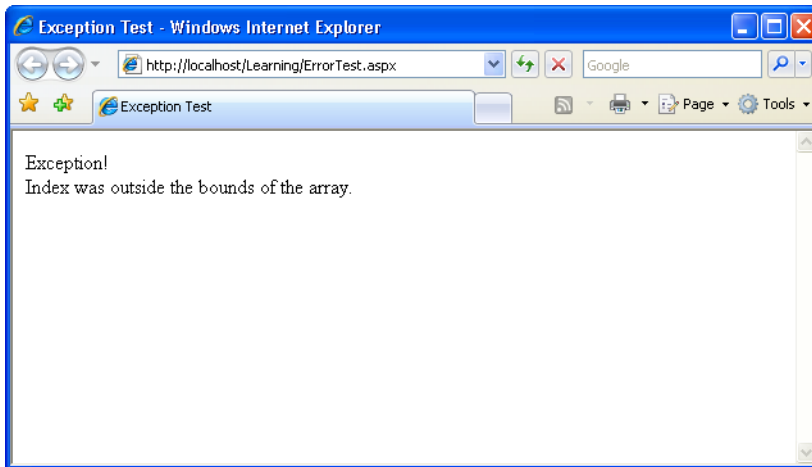 Exception Test - Windows Internet Explorer
http://localhost/Learning/ErrorTest.aspx
Google
Exception Test
Page
Tools
Exception!
Index was outside the bounds of the array.